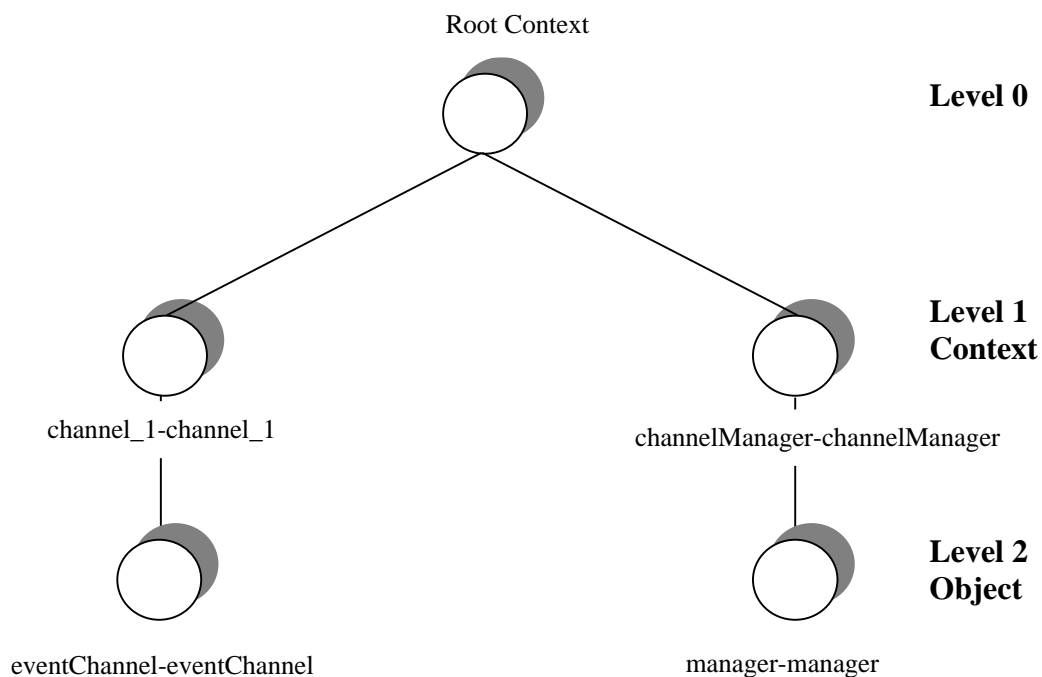 Root Context
Level 0
Level 1
Context
channel_1-channel_1
channelManager-channelManager
Level 2
Object
eventChannel-eventChannel
manager-manager